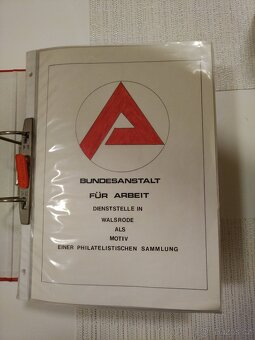 BUNDESANSTALT
FÜR ARBEIT
DIENSTSTELLE IN
WALSRODE
ALS
MOTIV
EINER PHILATELISTISCHEN SAMMLUNG